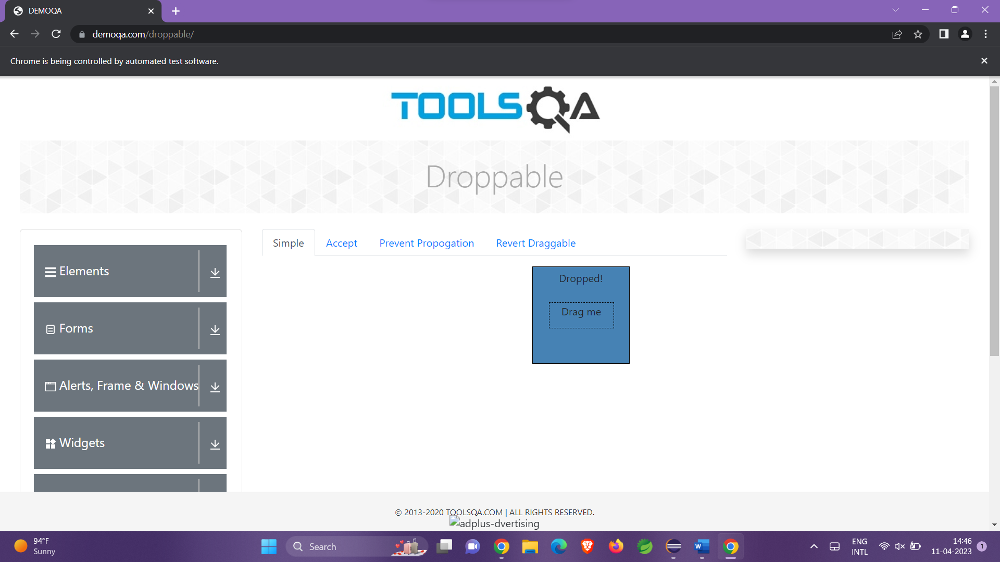 DEMOQA
demoqa.com/droppable/
Chrome is being controlled by automated test software.
TOOLSQA
Droppable
Simple
Accept
Prevent Propogation
Revert Draggable
Elements
Forms
Alerts, Frame & Windows
Widgets
Dropped!
Drag me
© 2013-2020 TOOLSQA.COM | ALL RIGHTS RESERVED.
adplus-dvertising
94°F
Sunny
Search
ENG
INTL
14:46
11-04-2023
1